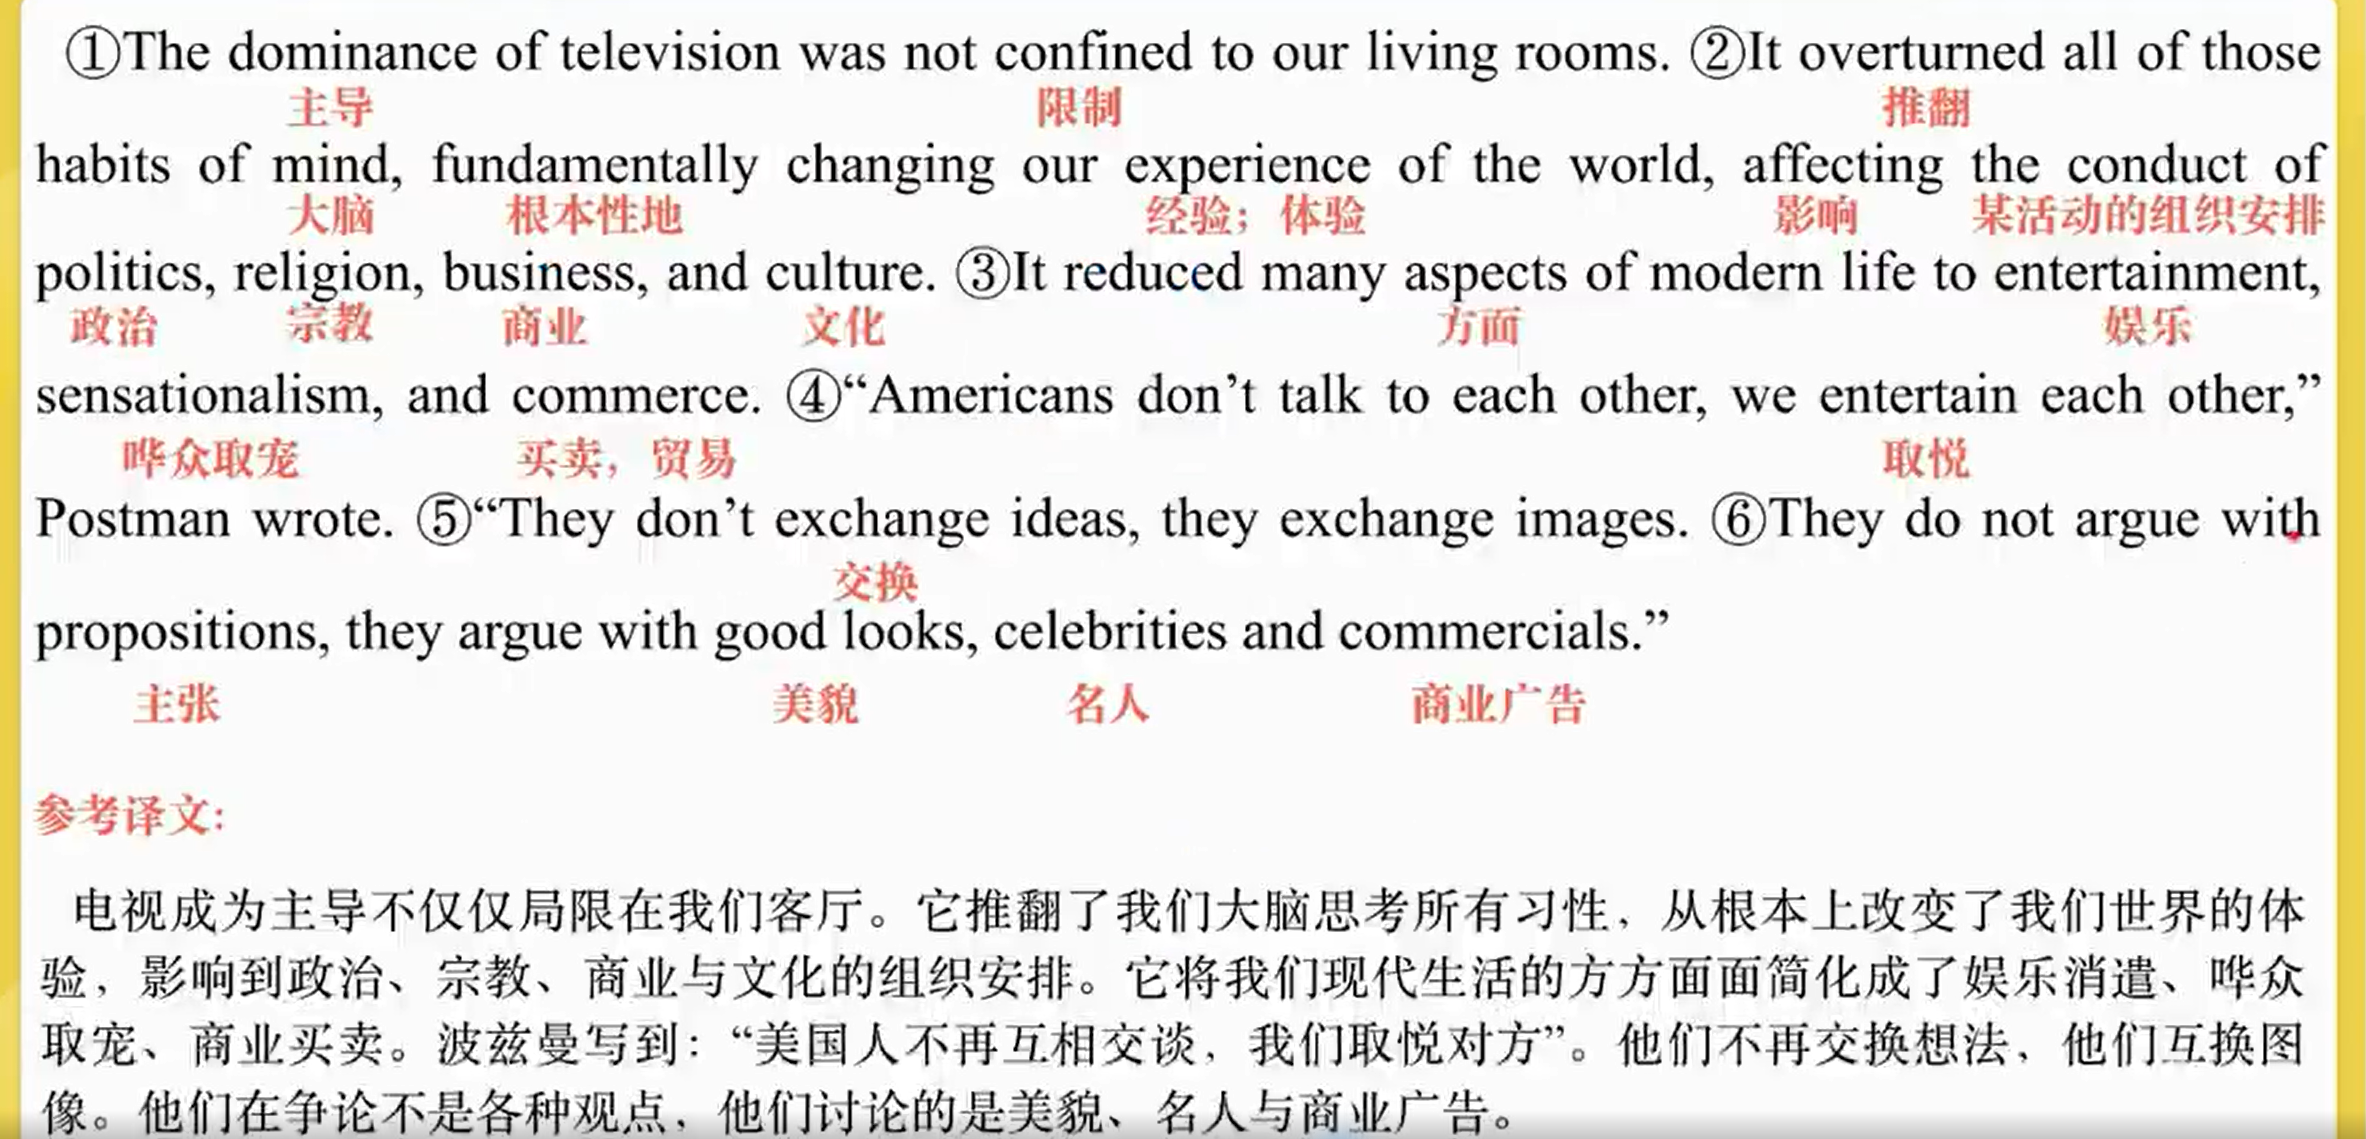 ①The dominance of television was not confined to our living rooms. ②It overturned all of those
主导 限制 推翻
habits of mind, fundamentally changing our experience of the world, affecting the conduct of
大脑 根本性地 经验；体验 影响 某活动的组织安排
politics, religion, business, and culture. ③It reduced many aspects of modern life to entertainment,
政治 宗教 商业 文化 方面 娱乐
sensationalism, and commerce. ④“Americans don’t talk to each other, we entertain each other,”
哗众取宠 买卖，贸易 取悦
Postman wrote. ⑤“They don’t exchange ideas, they exchange images. ⑥They do not argue with
交换
propositions, they argue with good looks, celebrities and commercials.”
主张 美貌 名人 商业广告
参考译文：
电视成为主导不仅仅局限在我们客厅。它推翻了我们大脑思考所有习性，从根本上改变了我们世界的体
验，影响到政治、宗教、商业与文化的组织安排。它将我们现代生活的方方面面简化成了娱乐消遣、哗众
取宠、商业买卖。波兹曼写到：“美国人不再互相交谈，我们取悦对方”。他们不再交换想法，他们互换图
像。他们在争论不是各种观点，他们讨论的是美貌、名人与商业广告。